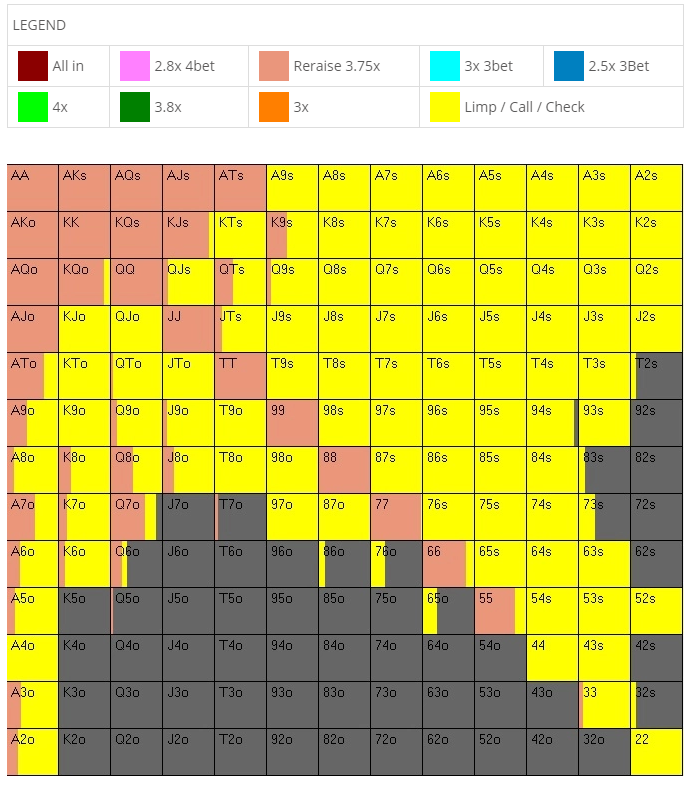 LEGEND
All in 2.8x 4bet Reraise 3.75x 3x 3bet 2.5x 3Bet
4x 3.8x 3x Limp / Call / Check
AA AKs AQs AJs ATs A9s A8s A7s A6s A5s A4s A3s A2s
AKo KK KQs KJs KTs K9s K8s K7s K6s K5s K4s K3s K2s
AQo KQo QQ QJs QTs Q9s Q8s Q7s Q6s Q5s Q4s Q3s Q2s
AJo KJo QJo JJ JTs J9s J8s J7s J6s J5s J4s J3s J2s
ATo KTo QTo JTo TT T9s T8s T7s T6s T5s T4s T3s T2s
A9o K9o Q9o J9o T9o 99 98s 97s 96s 95s 94s 93s 92s
A8o K8o Q8o J8o T8o 98o 88 87s 86s 85s 84s 83s 82s
A7o K7o Q7o J7o T7o 97o 87o 77 76s 75s 74s 73s 72s
A6o K6o Q6o J6o T6o 96o 86o 76o 66 65s 64s 63s 62s
A5o K5o Q5o J5o T5o 95o 85o 75o 65o 55 54s 53s 52s
A4o K4o Q4o J4o T4o 94o 84o 74o 64o 54o 44 43s 42s
A3o K3o Q3o J3o T3o 93o 83o 73o 63o 53o 43o 33 32s
A2o K2o Q2o J2o T2o 92o 82o 72o 62o 52o 42o 32o 22